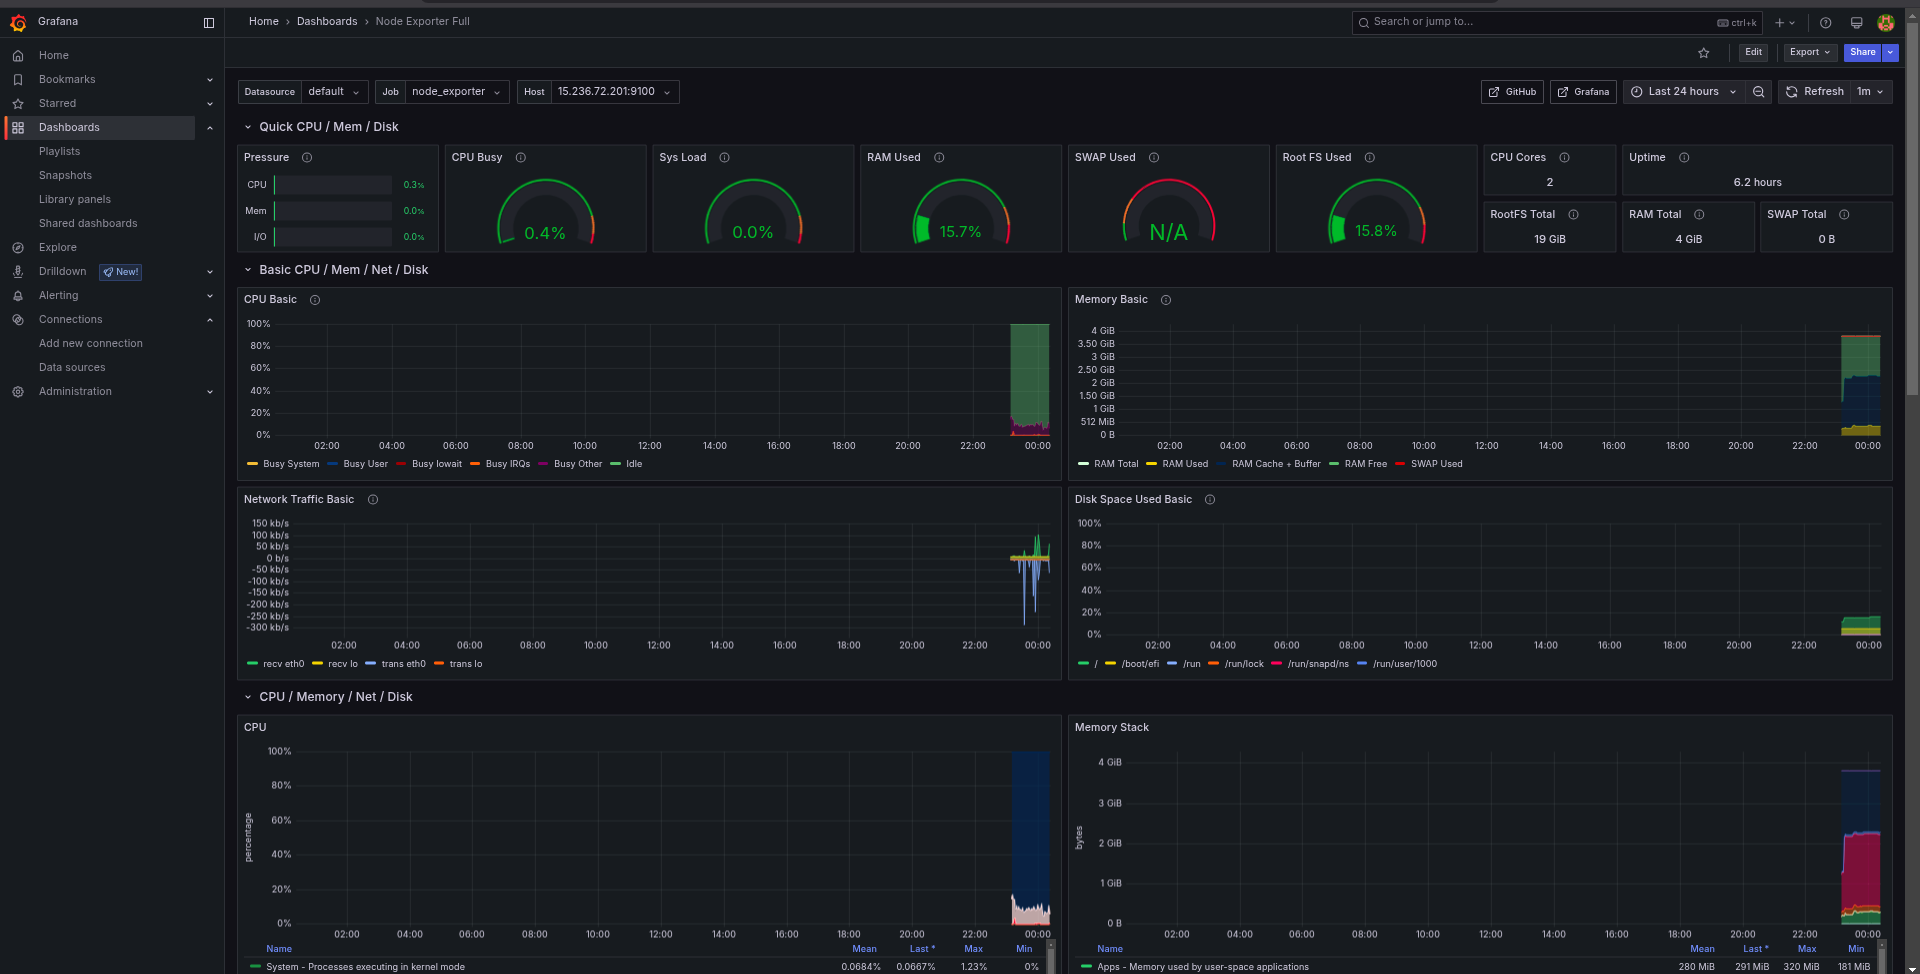 Grafana
Home › Dashboards › Node Exporter Full
Search or jump to...
ctrl+k
Home
Bookmarks
Starred
Dashboards
Playlists
Snapshots
Library panels
Shared dashboards
Explore
Drilldown New!
Alerting
Connections
Add new connection
Data sources
Administration
Edit
Export
Share
Datasource default
Job node_exporter
Host 15.236.72.201:9100
GitHub
Grafana
Last 24 hours
Refresh 1m
Quick CPU / Mem / Disk
Pressure
CPU 0.3%
Mem 0.0%
I/O 0.0%
CPU Busy
0.4%
Sys Load
0.0%
RAM Used
15.7%
SWAP Used
N/A
Root FS Used
15.8%
CPU Cores
2
Uptime
6.2 hours
RootFS Total
19 GiB
RAM Total
4 GiB
SWAP Total
0 B
Basic CPU / Mem / Net / Disk
CPU Basic
100%
80%
60%
40%
20%
0%
02:00 04:00 06:00 08:00 10:00 12:00 14:00 16:00 18:00 20:00 22:00 00:00
Busy System Busy User Busy Iowait Busy IRQs Busy Other Idle
Memory Basic
4 GiB
3.50 GiB
3 GiB
2.50 GiB
2 GiB
1.50 GiB
1 GiB
512 MiB
0 B
02:00 04:00 06:00 08:00 10:00 12:00 14:00 16:00 18:00 20:00 22:00 00:00
RAM Total RAM Used RAM Cache + Buffer RAM Free SWAP Used
Network Traffic Basic
150 kb/s
100 kb/s
50 kb/s
0 b/s
-50 kb/s
-100 kb/s
-150 kb/s
-200 kb/s
-250 kb/s
-300 kb/s
02:00 04:00 06:00 08:00 10:00 12:00 14:00 16:00 18:00 20:00 22:00 00:00
recv eth0 recv lo trans eth0 trans lo
Disk Space Used Basic
100%
80%
60%
40%
20%
0%
02:00 04:00 06:00 08:00 10:00 12:00 14:00 16:00 18:00 20:00 22:00 00:00
/ /boot/efi /run /run/lock /run/snapd/ns /run/user/1000
CPU / Memory / Net / Disk
CPU
percentage
100%
80%
60%
40%
20%
0%
02:00 04:00 06:00 08:00 10:00 12:00 14:00 16:00 18:00 20:00 22:00 00:00
Name Mean Last * Max Min
System - Processes executing in kernel mode 0.0684% 0.0667% 1.23% 0%
Memory Stack
bytes
4 GiB
3 GiB
2 GiB
1 GiB
0 B
02:00 04:00 06:00 08:00 10:00 12:00 14:00 16:00 18:00 20:00 22:00 00:00
Name Mean Last * Max Min
Apps - Memory used by user-space applications 280 MiB 291 MiB 320 MiB 181 MiB